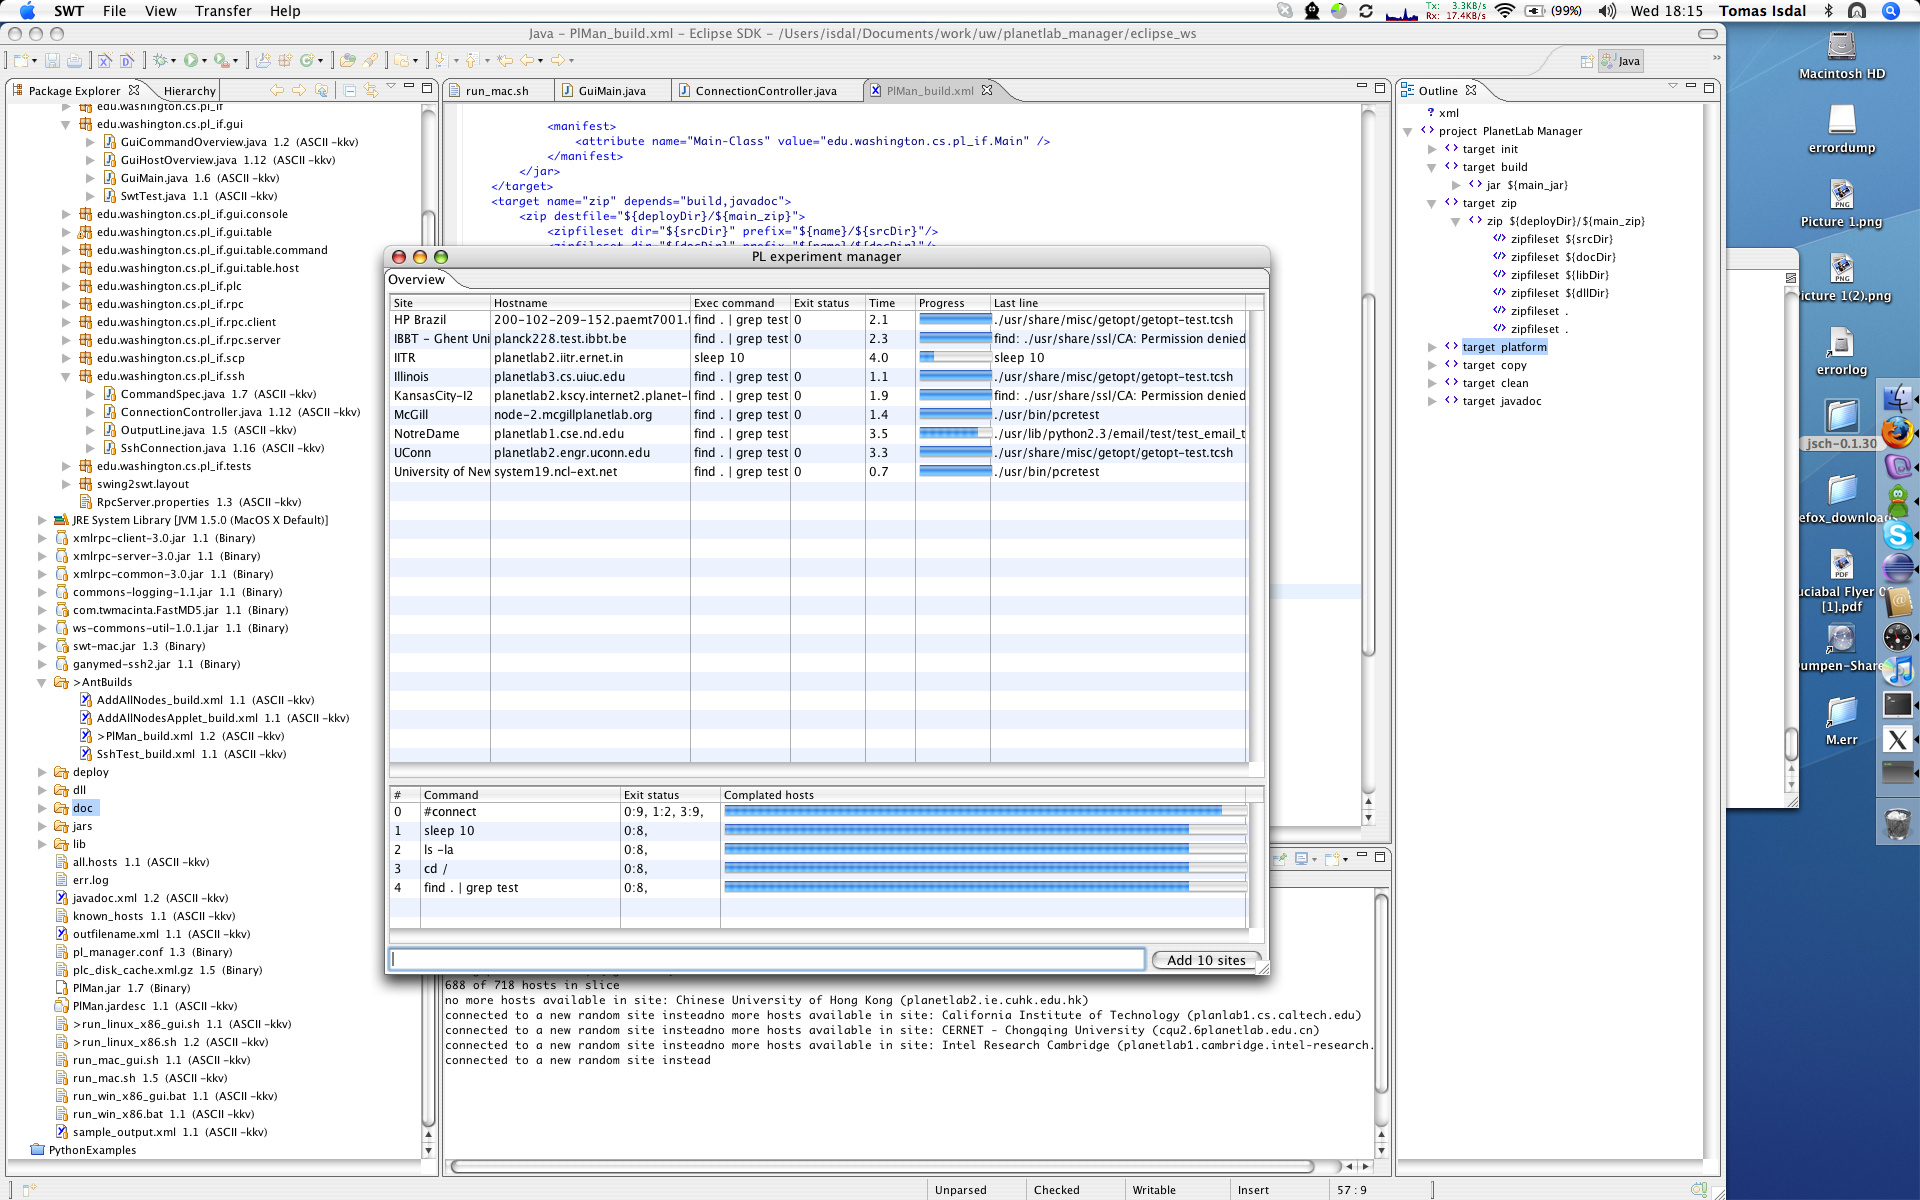 SWT File View Transfer Help
Tx: 3.3KB/s
Rx: 17.4KB/s
(99%) Wed 18:15 Tomas Isdal
Java - PlMan_build.xml - Eclipse SDK - /Users/isdal/Documents/work/uw/planetlab_manager/eclipse_ws
Java
Package Explorer Hierarchy
edu.washington.cs.pl_if
edu.washington.cs.pl_if.gui
GuiCommandOverview.java 1.2 (ASCII -kkv)
GuiHostOverview.java 1.12 (ASCII -kkv)
GuiMain.java 1.6 (ASCII -kkv)
SwtTest.java 1.1 (ASCII -kkv)
edu.washington.cs.pl_if.gui.console
edu.washington.cs.pl_if.gui.table
edu.washington.cs.pl_if.gui.table.command
edu.washington.cs.pl_if.gui.table.host
edu.washington.cs.pl_if.plc
edu.washington.cs.pl_if.rpc
edu.washington.cs.pl_if.rpc.client
edu.washington.cs.pl_if.rpc.server
edu.washington.cs.pl_if.scp
edu.washington.cs.pl_if.ssh
CommandSpec.java 1.7 (ASCII -kkv)
ConnectionController.java 1.12 (ASCII -kkv)
OutputLine.java 1.5 (ASCII -kkv)
SshConnection.java 1.16 (ASCII -kkv)
edu.washington.cs.pl_if.tests
swing2swt.layout
RpcServer.properties 1.3 (ASCII -kkv)
JRE System Library [JVM 1.5.0 (MacOS X Default)]
xmlrpc-client-3.0.jar 1.1 (Binary)
xmlrpc-server-3.0.jar 1.1 (Binary)
xmlrpc-common-3.0.jar 1.1 (Binary)
commons-logging-1.1.jar 1.1 (Binary)
com.twmacinta.FastMD5.jar 1.1 (Binary)
ws-commons-util-1.0.1.jar 1.1 (Binary)
swt-mac.jar 1.3 (Binary)
ganymed-ssh2.jar 1.1 (Binary)
>AntBuilds
AddAllNodes_build.xml 1.1 (ASCII -kkv)
AddAllNodesApplet_build.xml 1.1 (ASCII -kkv)
>PlMan_build.xml 1.2 (ASCII -kkv)
SshTest_build.xml 1.1 (ASCII -kkv)
deploy
dll
doc
jars
lib
all.hosts 1.1 (ASCII -kkv)
err.log
javadoc.xml 1.2 (ASCII -kkv)
known_hosts 1.1 (ASCII -kkv)
outfilename.xml 1.1 (ASCII -kkv)
pl_manager.conf 1.3 (Binary)
plc_disk_cache.xml.gz 1.5 (Binary)
PlMan.jar 1.7 (Binary)
PlMan.jardesc 1.1 (ASCII -kkv)
>run_linux_x86_gui.sh 1.1 (ASCII -kkv)
>run_linux_x86.sh 1.2 (ASCII -kkv)
run_mac_gui.sh 1.1 (ASCII -kkv)
run_mac.sh 1.5 (ASCII -kkv)
run_win_x86_gui.bat 1.1 (ASCII -kkv)
run_win_x86.bat 1.1 (ASCII -kkv)
sample_output.xml 1.1 (ASCII -kkv)
PythonExamples
run_mac.sh GuiMain.java ConnectionController.java PlMan_build.xml
<manifest>
<attribute name="Main-Class" value="edu.washington.cs.pl_if.Main" />
</manifest>
</jar>
</target>
<target name="zip" depends="build,javadoc">
<zip destfile="${deployDir}/${main_zip}">
<zipfileset dir="${srcDir}" prefix="${name}/${srcDir}"/>
<zipfileset dir="${docDir}" prefix="${name}/${docDir}"/>
PL experiment manager
Overview
Site Hostname Exec command Exit status Time Progress Last line
HP Brazil 200-102-209-152.paemt7001.t find . | grep test 0 2.1 ./usr/share/misc/getopt/getopt-test.tcsh
IBBT - Ghent Uni planck228.test.ibbt.be find . | grep test 0 2.3 find: ./usr/share/ssl/CA: Permission denied
IITR planetlab2.iitr.ernet.in sleep 10 4.0 sleep 10
Illinois planetlab3.cs.uiuc.edu find . | grep test 0 1.1 ./usr/share/misc/getopt/getopt-test.tcsh
KansasCity-I2 planetlab2.kscy.internet2.planet-l find . | grep test 0 1.9 find: ./usr/share/ssl/CA: Permission denied
McGill node-2.mcgillplanetlab.org find . | grep test 0 1.4 ./usr/bin/pcretest
NotreDame planetlab1.cse.nd.edu find . | grep test 0 3.5 ./usr/lib/python2.3/email/test/test_email_t
UConn planetlab2.engr.uconn.edu find . | grep test 0 3.3 ./usr/share/misc/getopt/getopt-test.tcsh
University of New system19.ncl-ext.net find . | grep test 0 0.7 ./usr/bin/pcretest
# Command Exit status Complated hosts
0 #connect 0:9, 1:2, 3:9,
1 sleep 10 0:8,
2 ls -la 0:8,
3 cd / 0:8,
4 find . | grep test 0:8,
Add 10 sites
688 of 718 hosts in slice
no more hosts available in site: Chinese University of Hong Kong (planetlab2.ie.cuhk.edu.hk)
connected to a new random site insteadno more hosts available in site: California Institute of Technology (planlab1.cs.caltech.edu)
connected to a new random site insteadno more hosts available in site: CERNET - Chongqing University (cqu2.6planetlab.edu.cn)
connected to a new random site insteadno more hosts available in site: Intel Research Cambridge (planetlab1.cambridge.intel-research.
connected to a new random site instead
Outline
xml
project PlanetLab Manager
target init
target build
jar ${main_jar}
target zip
zip ${deployDir}/${main_zip}
zipfileset ${srcDir}
zipfileset ${docDir}
zipfileset ${libDir}
zipfileset ${dllDir}
zipfileset .
zipfileset .
target platform
target copy
target clean
target javadoc
Macintosh HD
errordump
Picture 1.png
icture 1(2).png
errorlog
jsch-0.1.30
efox_downloads
uciabal Flyer
[1].pdf
umpen-Share
M.err
Unparsed Checked Writable Insert 57 : 9